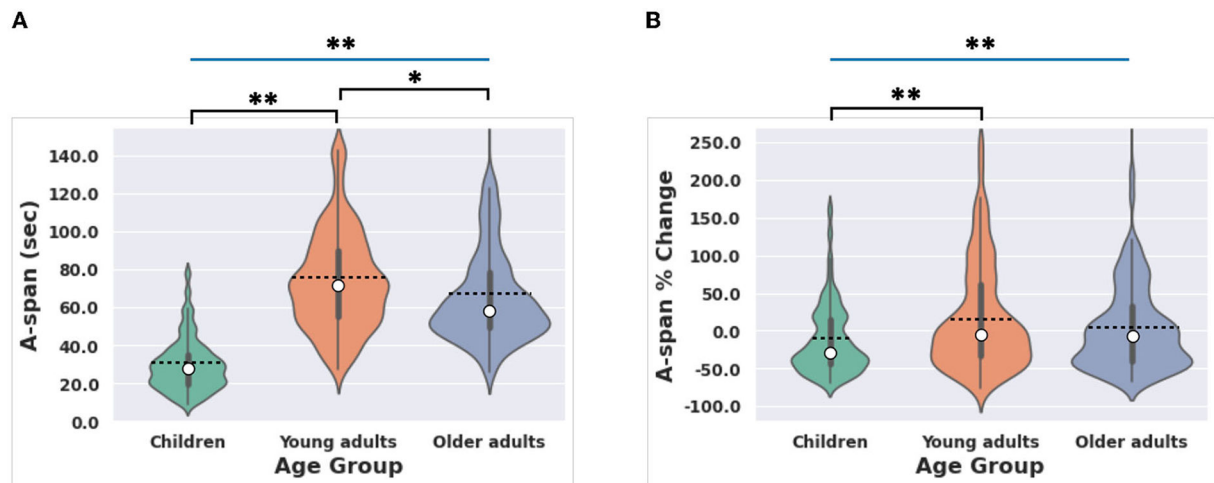 A
**
**
*
A-span (sec)
140.0
120.0
100.0
80.0
60.0
40.0
20.0
0.0
Children Young adults Older adults
Age Group
B
**
**
A-span % Change
250.0
200.0
150.0
100.0
50.0
0.0
-50.0
-100.0
Children Young adults Older adults
Age Group